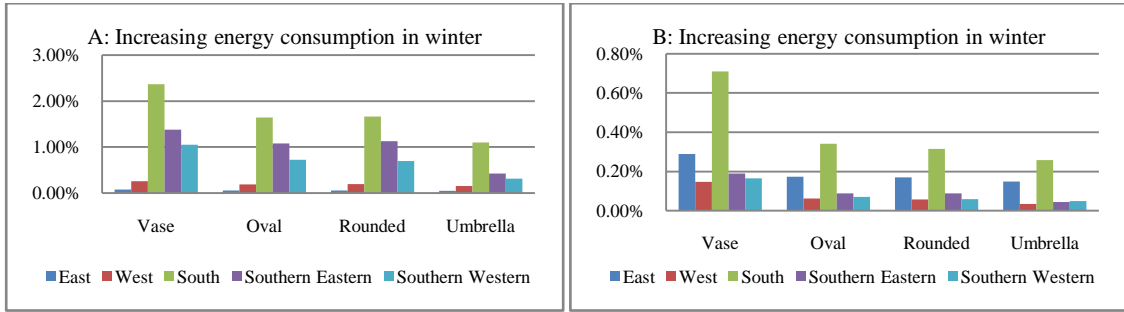 A: Increasing energy consumption in winter
3.00%
2.00%
1.00%
0.00%
Vase Oval Rounded Umbrella
East West South Southern Eastern Southern Western
B: Increasing energy consumption in winter
0.80%
0.60%
0.40%
0.20%
0.00%
Vase Oval Rounded Umbrella
East West South Southern Eastern Southern Western